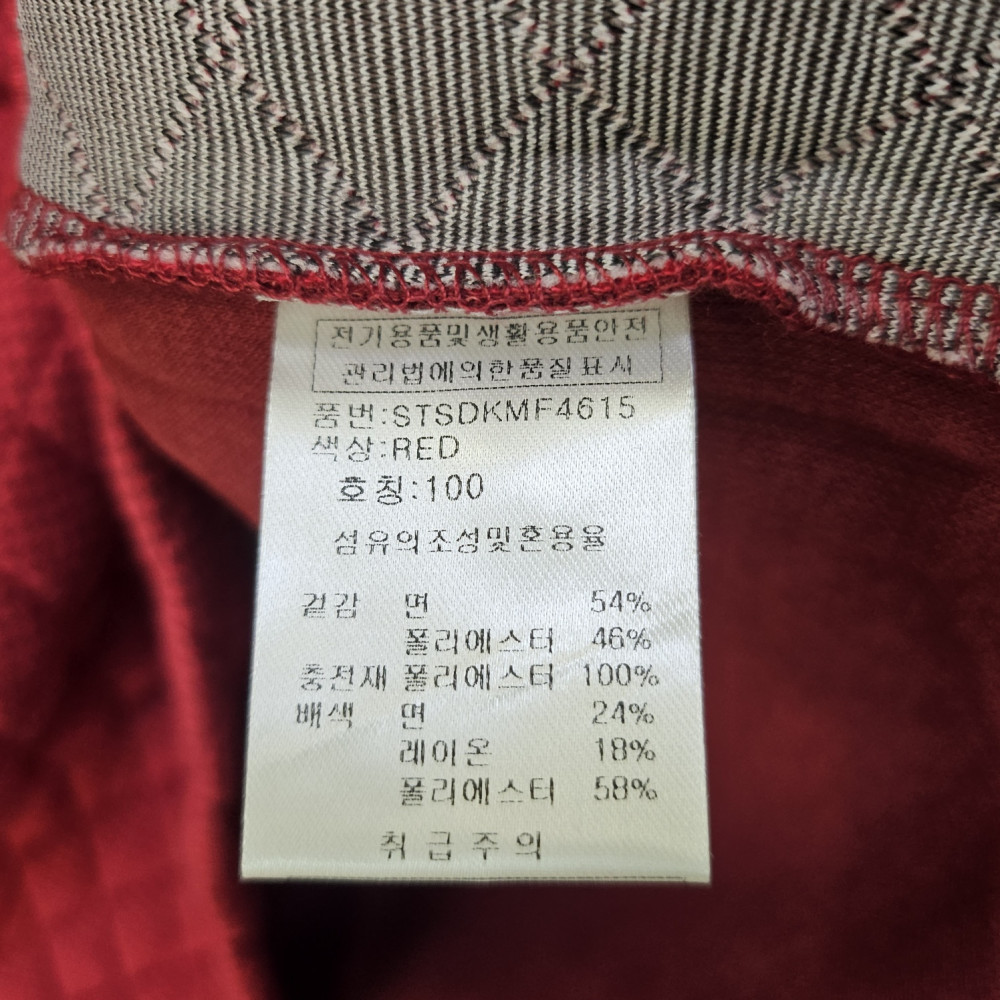 전기용품및생활용품안전
관리법에의한품질표시
품번:STSDKMF4615
색상:RED
호칭:100
섬유의조성및혼용율
겉감 면 54%
폴리에스터 46%
충전재 폴리에스터 100%
배색 면 24%
레이온 18%
폴리에스터 58%
취급주의